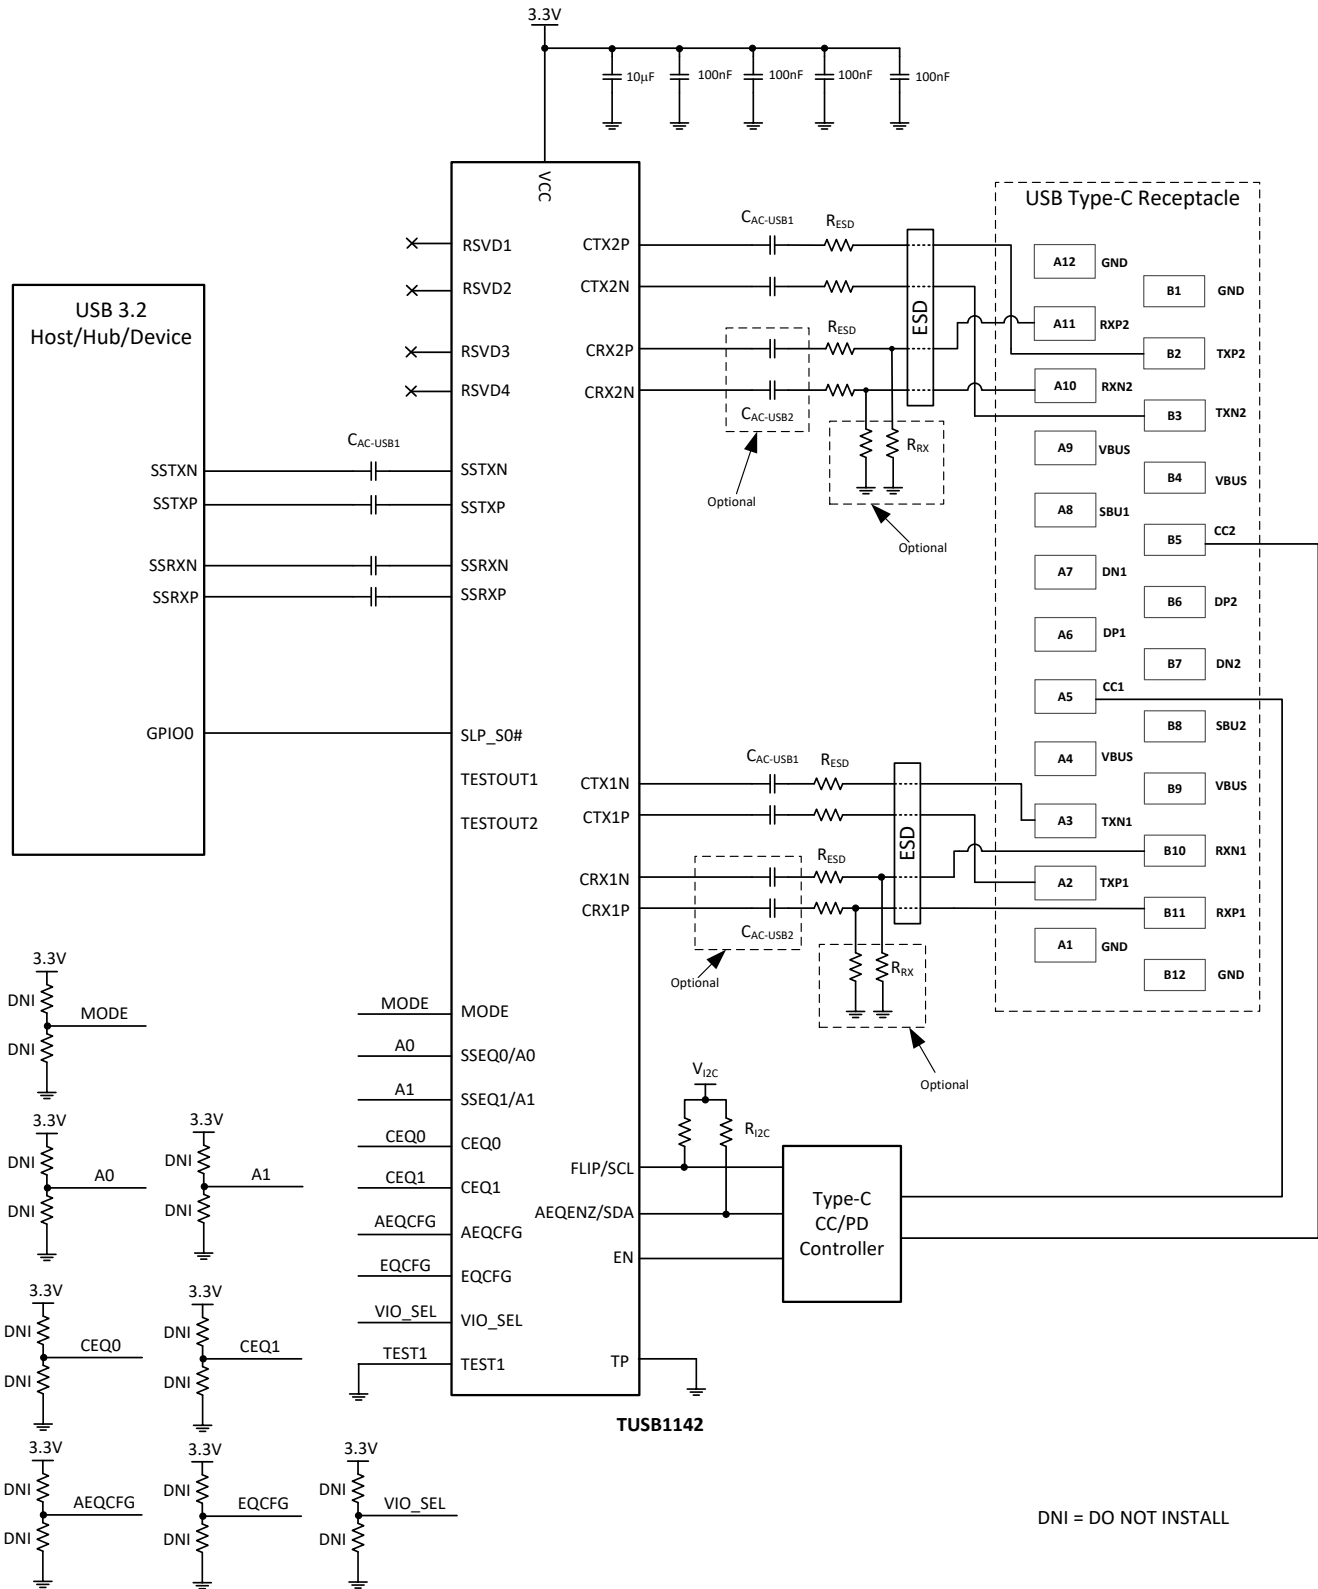 3.3V
10µF
100nF
100nF
100nF
100nF
VCC
USB Type-C Receptacle
USB 3.2
Host/Hub/Device
SSTXN
SSTXP
SSRXN
SSRXP
GPIO0
CAC-USB1
RSVD1
RSVD2
RSVD3
RSVD4
SSTXN
SSTXP
SSRXN
SSRXP
SLP_S0#
TESTOUT1
TESTOUT2
MODE
MODE
A0
SSEQ0/A0
A1
SSEQ1/A1
CEQ0
CEQ0
CEQ1
CEQ1
AEQCFG
AEQCFG
EQCFG
EQCFG
VIO_SEL
VIO_SEL
TEST1
TEST1
CTX2P
CTX2N
CRX2P
CRX2N
CTX1N
CTX1P
CRX1N
CRX1P
FLIP/SCL
AEQENZ/SDA
EN
TP
TUSB1142
CAC-USB1
RESD
RESD
CAC-USB2
ESD
RRX
Optional
Optional
CAC-USB1
RESD
RESD
CAC-USB2
ESD
RRX
Optional
Optional
VI2C
RI2C
Type-C
CC/PD
Controller
A12 GND
B1 GND
A11 RXP2
B2 TXP2
A10 RXN2
B3 TXN2
A9 VBUS
B4 VBUS
A8 SBU1
B5 CC2
A7 DN1
B6 DP2
A6 DP1
B7 DN2
A5 CC1
B8 SBU2
A4 VBUS
B9 VBUS
A3 TXN1
B10 RXN1
A2 TXP1
B11 RXP1
A1 GND
B12 GND
3.3V
DNI
MODE
DNI
3.3V
DNI
A0
DNI
3.3V
DNI
A1
DNI
3.3V
DNI
CEQ0
DNI
3.3V
DNI
CEQ1
DNI
3.3V
DNI
AEQCFG
DNI
3.3V
DNI
EQCFG
DNI
3.3V
DNI
VIO_SEL
DNI
DNI = DO NOT INSTALL